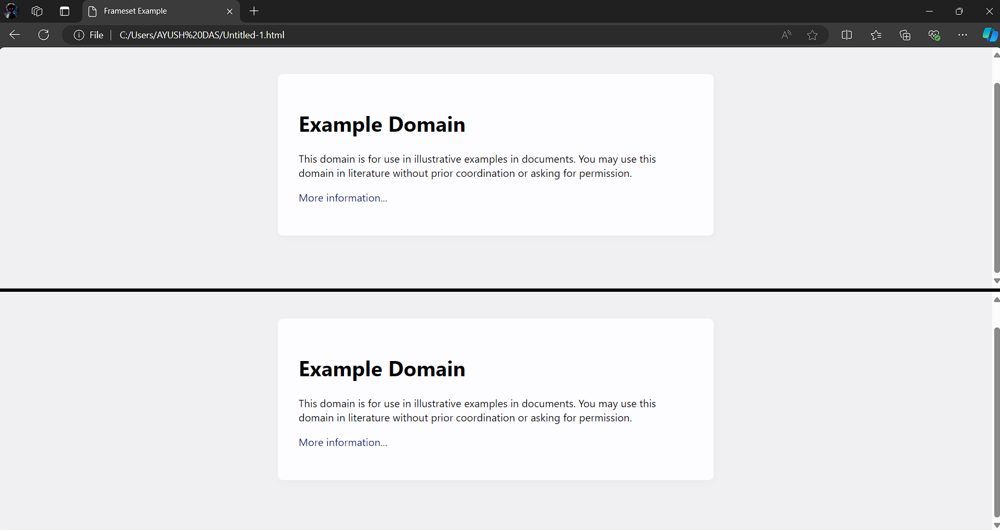 Frameset Example
File
C:/Users/AYUSH%20DAS/Untitled-1.html
Example Domain
This domain is for use in illustrative examples in documents. You may use this
domain in literature without prior coordination or asking for permission.
More information...
Example Domain
This domain is for use in illustrative examples in documents. You may use this
domain in literature without prior coordination or asking for permission.
More information...